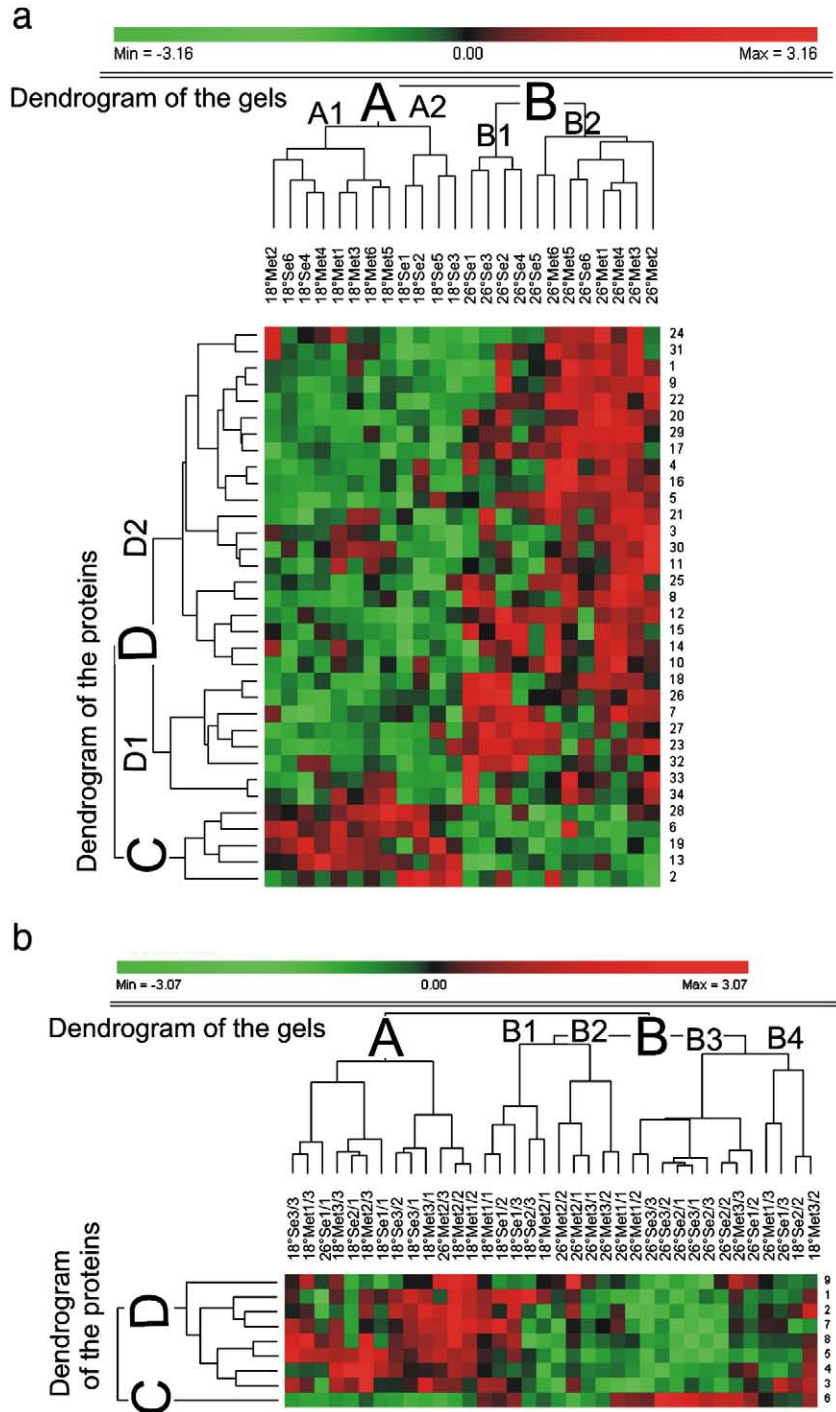 a
Min = -3.16 0.00 Max = 3.16
Dendrogram of the gels
A B
A1 A2 B1 B2
18°Met2 18°Se6 18°Se4 18°Met4 18°Met1 18°Met3 18°Met6 18°Met5 18°Se1 18°Se2 18°Se5 18°Se3 26°Se1 26°Se3 26°Se2 26°Se4 26°Se5 26°Met6 26°Met5 26°Se6 26°Met1 26°Met4 26°Met3 26°Met2
Dendrogram of the proteins
D2
D
D1
C
24
31
1
9
22
20
29
17
4
16
5
21
3
30
11
25
8
12
15
14
10
18
26
7
27
23
32
33
34
28
6
19
13
2
b
Min = -3.07 0.00 Max = 3.07
Dendrogram of the gels
A B1 B2 B B3 B4
18°Se3/3 18°Met1/3 26°Se1/1 18°Met3/3 18°Se2/1 18°Met2/3 18°Se1/1 18°Se3/2 18°Se3/1 18°Met3/1 26°Met2/3 18°Met2/2 18°Met1/2 18°Met1/1 18°Se1/2 18°Se1/3 18°Se2/3 18°Met2/1 26°Met2/2 26°Met2/1 26°Met3/1 26°Met3/2 26°Met1/1 26°Met1/2 26°Se3/3 26°Se3/2 26°Se2/1 26°Se3/1 26°Se2/3 26°Se2/2 26°Met3/3 26°Se1/2 26°Met1/3 26°Se1/3 18°Se2/2 18°Met3/2
Dendrogram
of the proteins
D
C
9
1
2
7
8
5
4
3
6